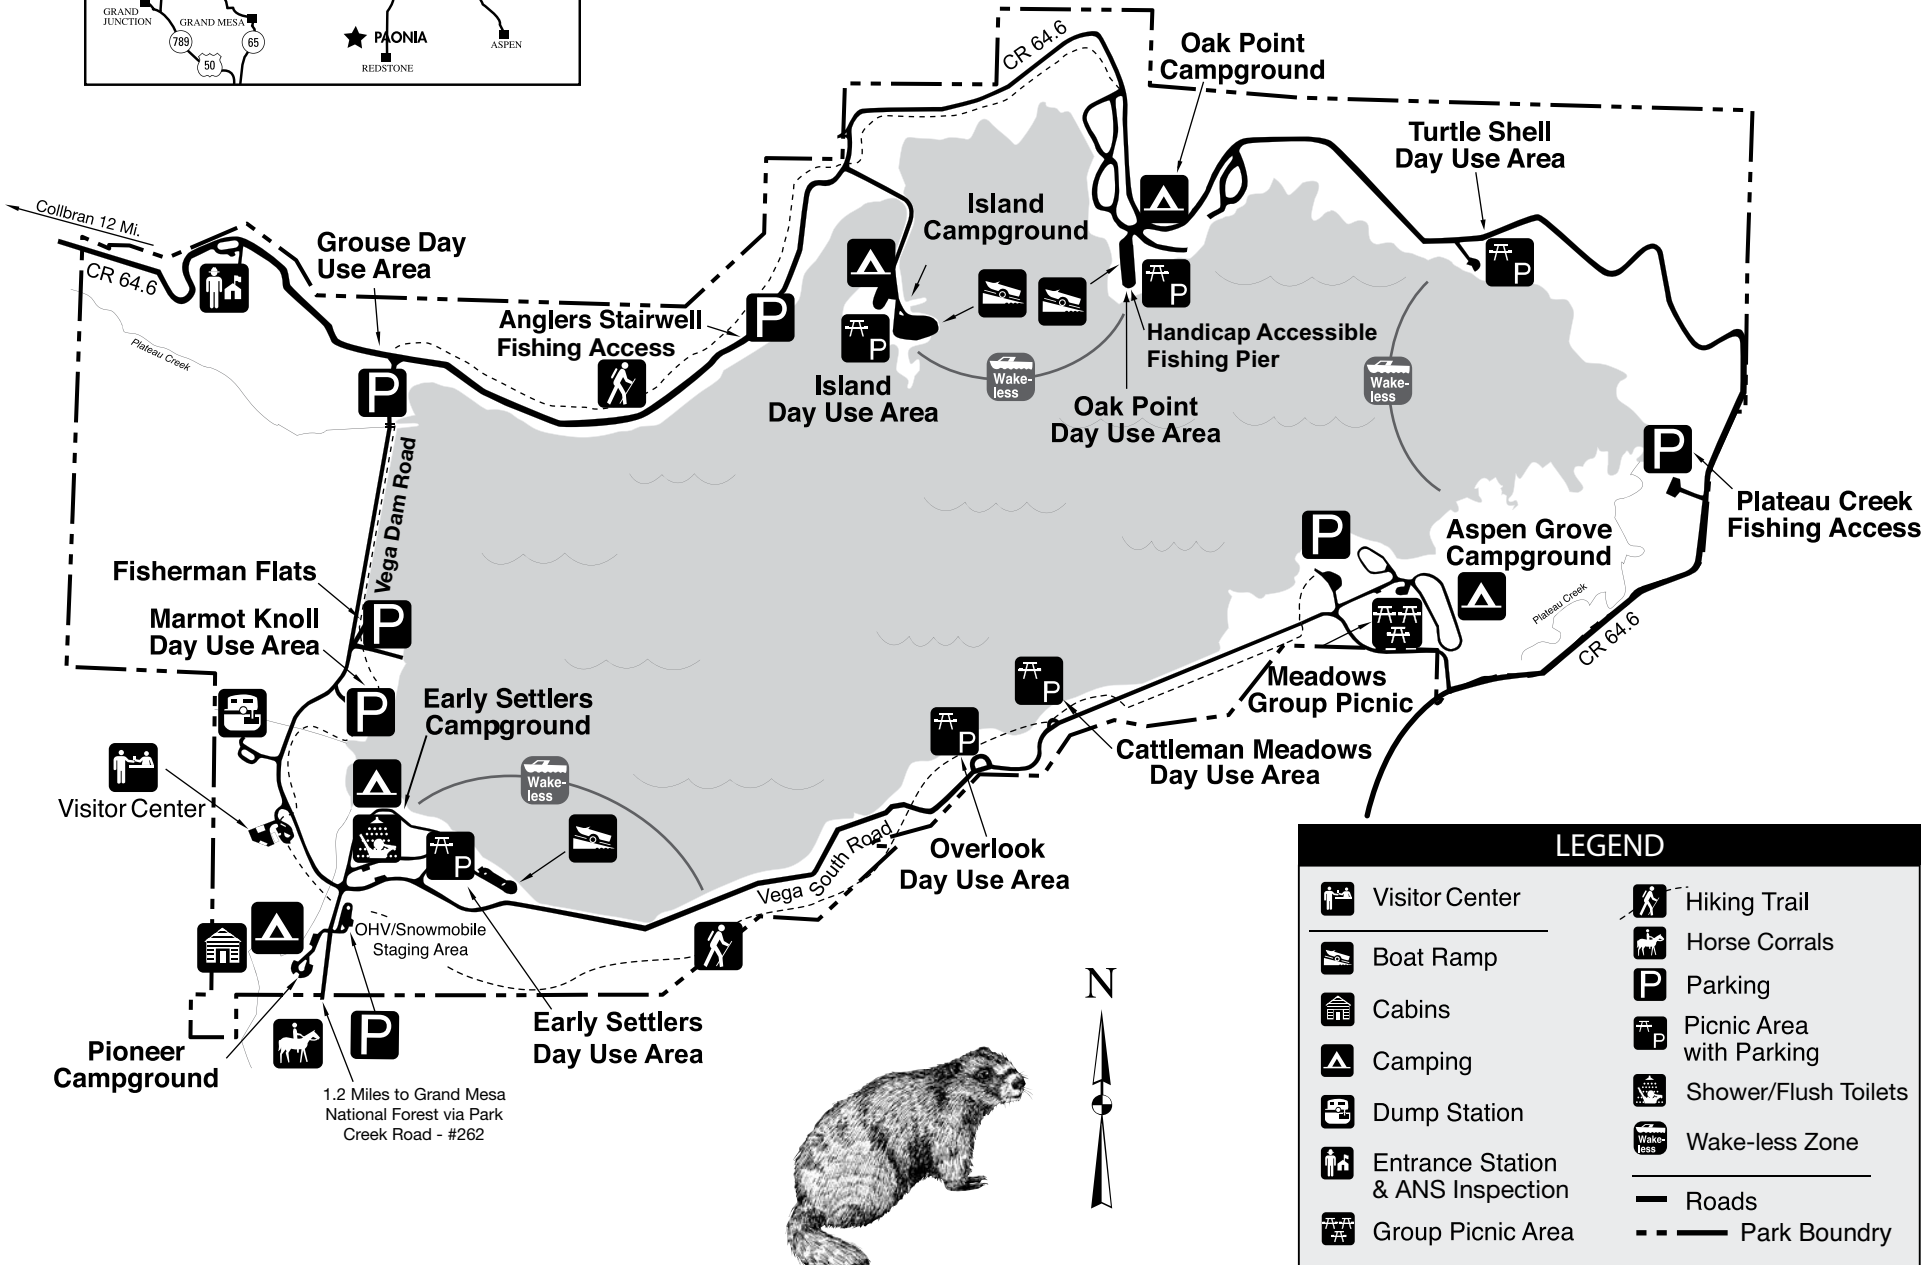 GRAND
JUNCTION
GRAND MESA
789
65
50
PAONIA
REDSTONE
ASPEN
CR 64.6
Oak Point
Campground
Turtle Shell
Day Use Area
Collbran 12 Mi.
CR 64.6
Grouse Day
Use Area
Island
Campground
Plateau Creek
Anglers Stairwell
Fishing Access
P
P
P
P
P
Handicap Accessible
Fishing Pier
Wake-
less
Wake-
less
Island
Day Use Area
Oak Point
Day Use Area
P
Vega Dam Road
Plateau Creek
Fishing Access
P
P
Aspen Grove
Campground
Fisherman Flats
P
Marmot Knoll
Day Use Area
Plateau Creek
CR 64.6
P
Early Settlers
Campground
P
P
Meadows
Group Picnic
Cattleman Meadows
Day Use Area
Wake-
less
Visitor Center
P
Overlook
Day Use Area
Vega South Road
OHV/Snowmobile
Staging Area
Early Settlers
Day Use Area
P
Pioneer
Campground
1.2 Miles to Grand Mesa
National Forest via Park
Creek Road - #262
N
LEGEND
Visitor Center
Boat Ramp
Cabins
Camping
Dump Station
Entrance Station
& ANS Inspection
Group Picnic Area
Hiking Trail
Horse Corrals
P Parking
P Picnic Area
with Parking
Shower/Flush Toilets
Wake-
less
Wake-less Zone
Roads
Park Boundry